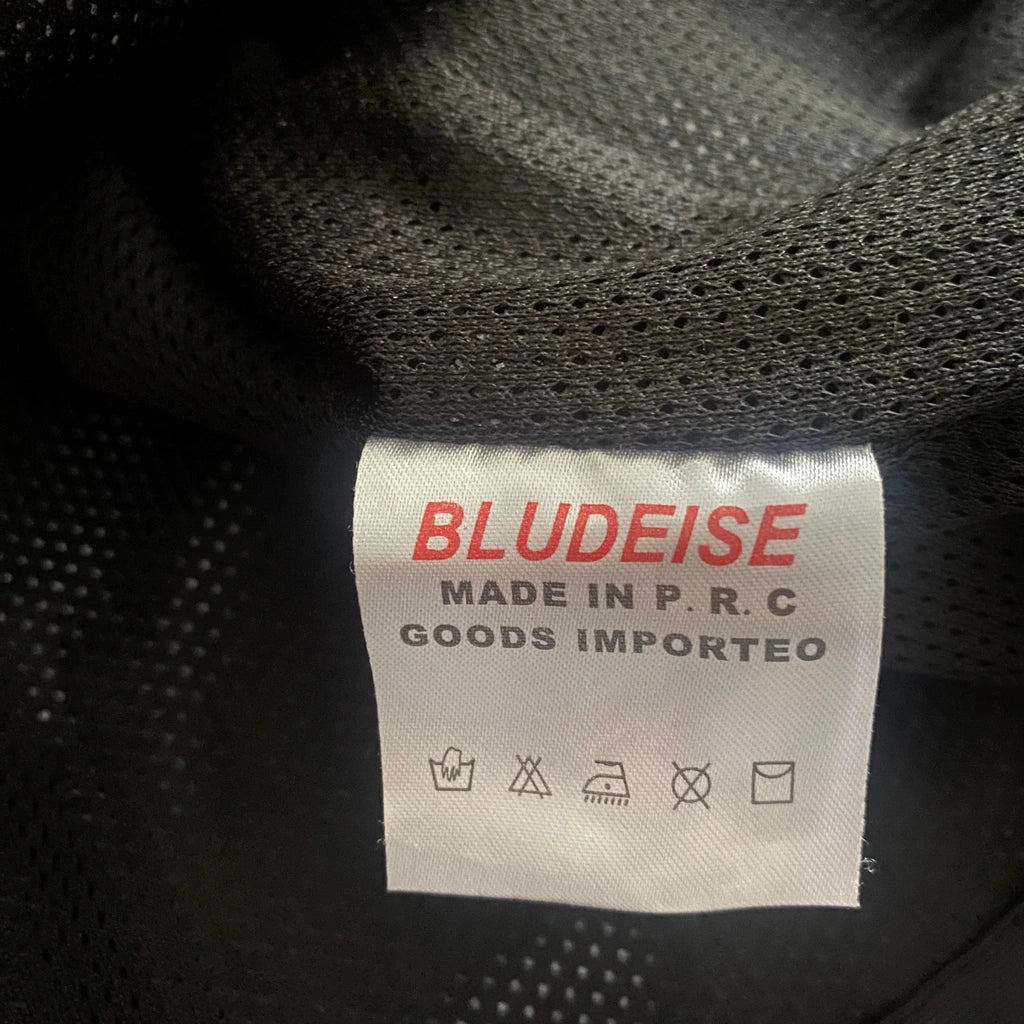 BLUDEISE
MADE IN P. R. C
GOODS IMPORTEO